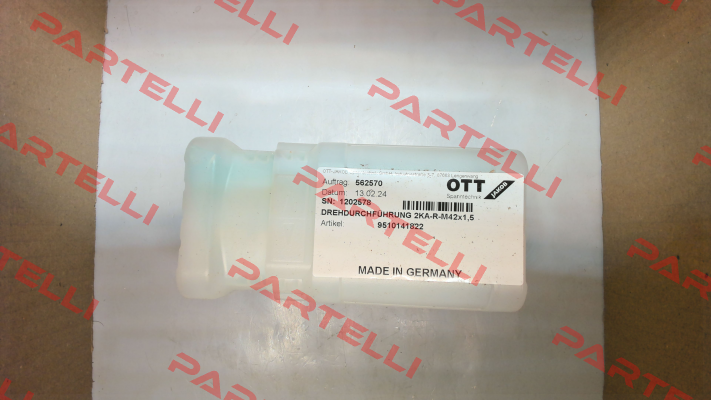 OTT
JAKOB
Spanntechnik
Auftrag: 562570
Datum: 13.02.24
SN: 1202578
DREHDURCHFÜHRUNG 2KA-R-M42x1,5
Artikel: 9510141822
MADE IN GERMANY
PARTELLI
PARTELLI
PARTELLI
PARTELLI
PARTELLI
PARTELLI
PARTELLI
PARTELLI